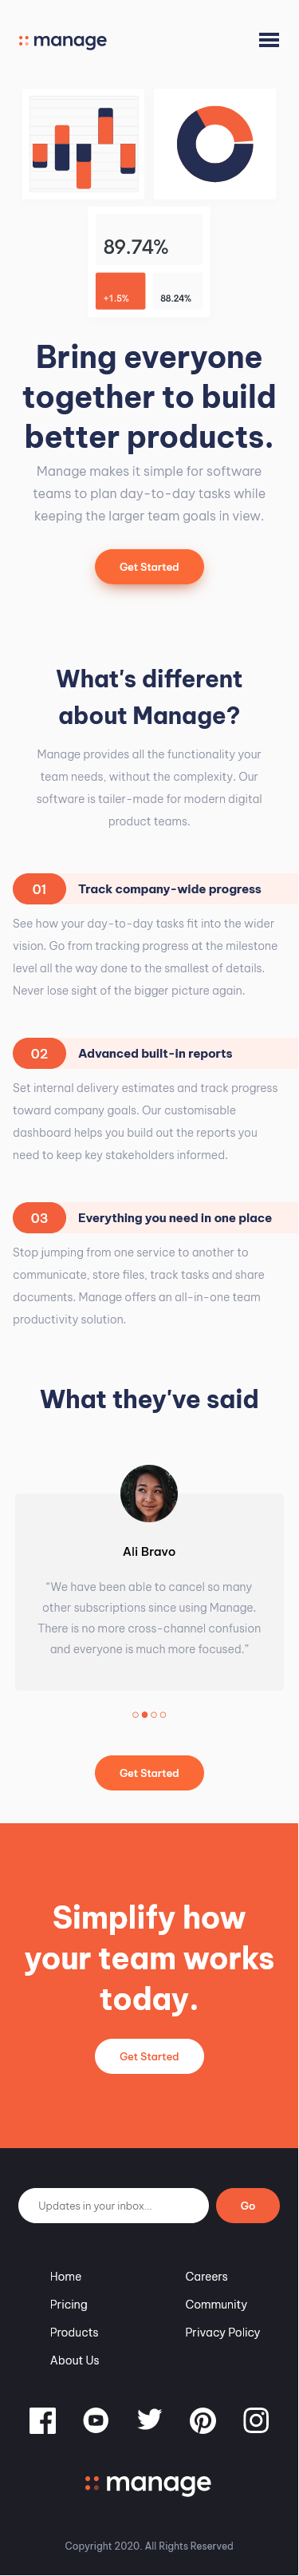 manage
89.74%
+1.5%
88.24%
Bring everyone
together to build
better products.
Manage makes it simple for software
teams to plan day-to-day tasks while
keeping the larger team goals in view.
Get Started
What's different
about Manage?
Manage provides all the functionality your
team needs, without the complexity. Our
software is tailer-made for modern digital
product teams.
01 Track company-wide progress
See how your day-to-day tasks fit into the wider
vision. Go from tracking progress at the milestone
level all the way done to the smallest of details.
Never lose sight of the bigger picture again.
02 Advanced built-in reports
Set internal delivery estimates and track progress
toward company goals. Our customisable
dashboard helps you build out the reports you
need to keep key stakeholders informed.
03 Everything you need in one place
Stop jumping from one service to another to
communicate, store files, track tasks and share
documents. Manage offers an all-in-one team
productivity solution.
What they've said
Ali Bravo
“We have been able to cancel so many
other subscriptions since using Manage.
There is no more cross-channel confusion
and everyone is much more focused.”
Get Started
Simplify how
your team works
today.
Get Started
Updates in your inbox...
Go
Home
Pricing
Products
About Us
Careers
Community
Privacy Policy
manage
Copyright 2020. All Rights Reserved